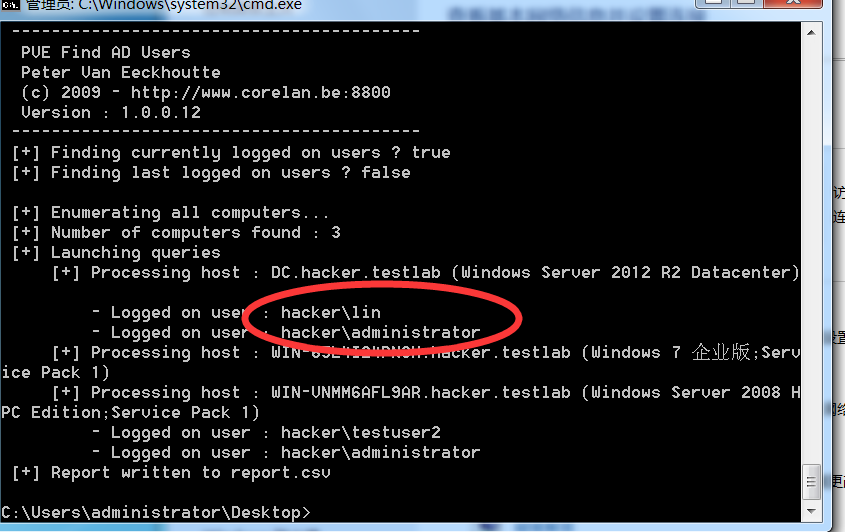 管理员: C:\Windows\system32\cmd.exe
-----------------------------------------
PVE Find AD Users
Peter Van Eeckhoutte
(c) 2009 - http://www.corelan.be:8800
Version : 1.0.0.12
-----------------------------------------
[+] Finding currently logged on users ? true
[+] Finding last logged on users ? false
[+] Enumerating all computers...
[+] Number of computers found : 3
[+] Launching queries
[+] Processing host : DC.hacker.testlab (Windows Server 2012 R2 Datacenter)
- Logged on user : hacker\lin
- Logged on user : hacker\administrator
[+] Processing host : .hacker.testlab (Windows 7 企业版;Serv
ice Pack 1)
[+] Processing host : WIN-VNMM6AFL9AR.hacker.testlab (Windows Server 2008 H
PC Edition;Service Pack 1)
- Logged on user : hacker\testuser2
- Logged on user : hacker\administrator
[+] Report written to report.csv
C:\Users\administrator\Desktop>